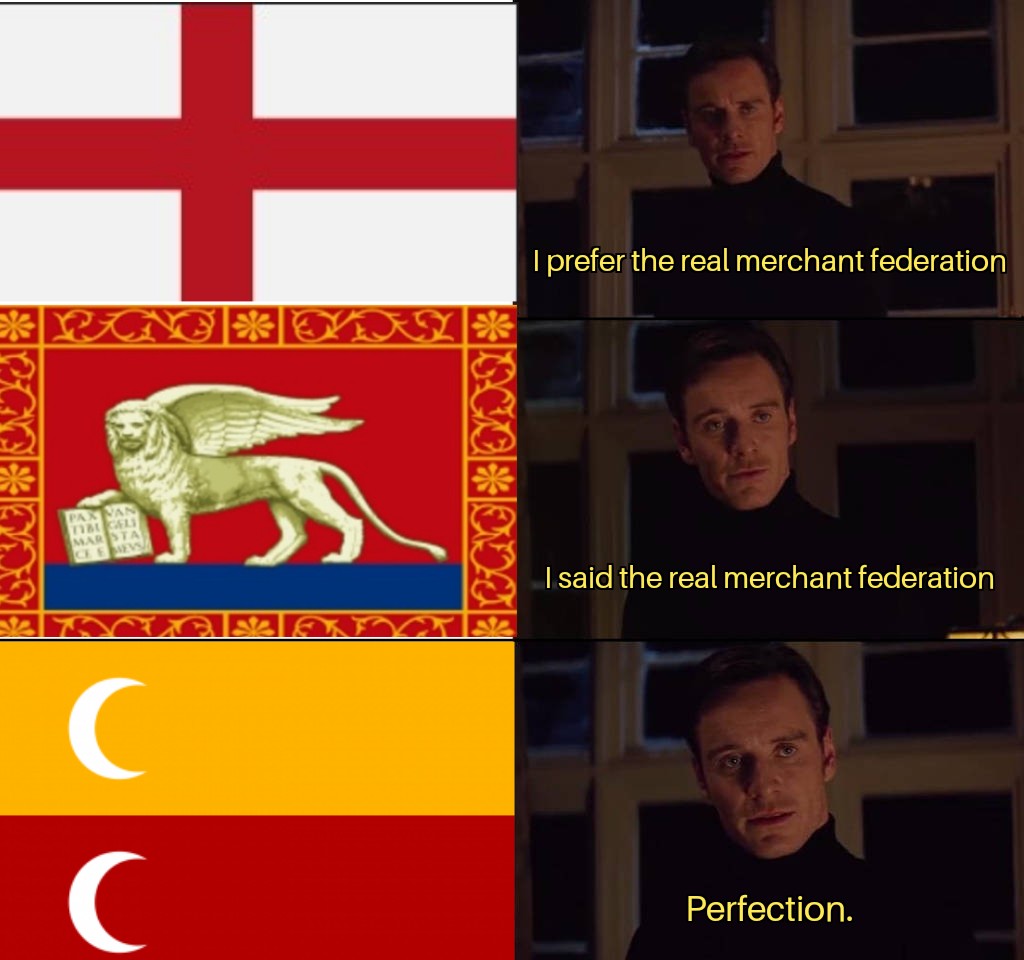 I prefer the real merchant federation
PAX
TIBI
MAR
CE E
VAN
GELI
STA
MEVS
I said the real merchant federation
Perfection.